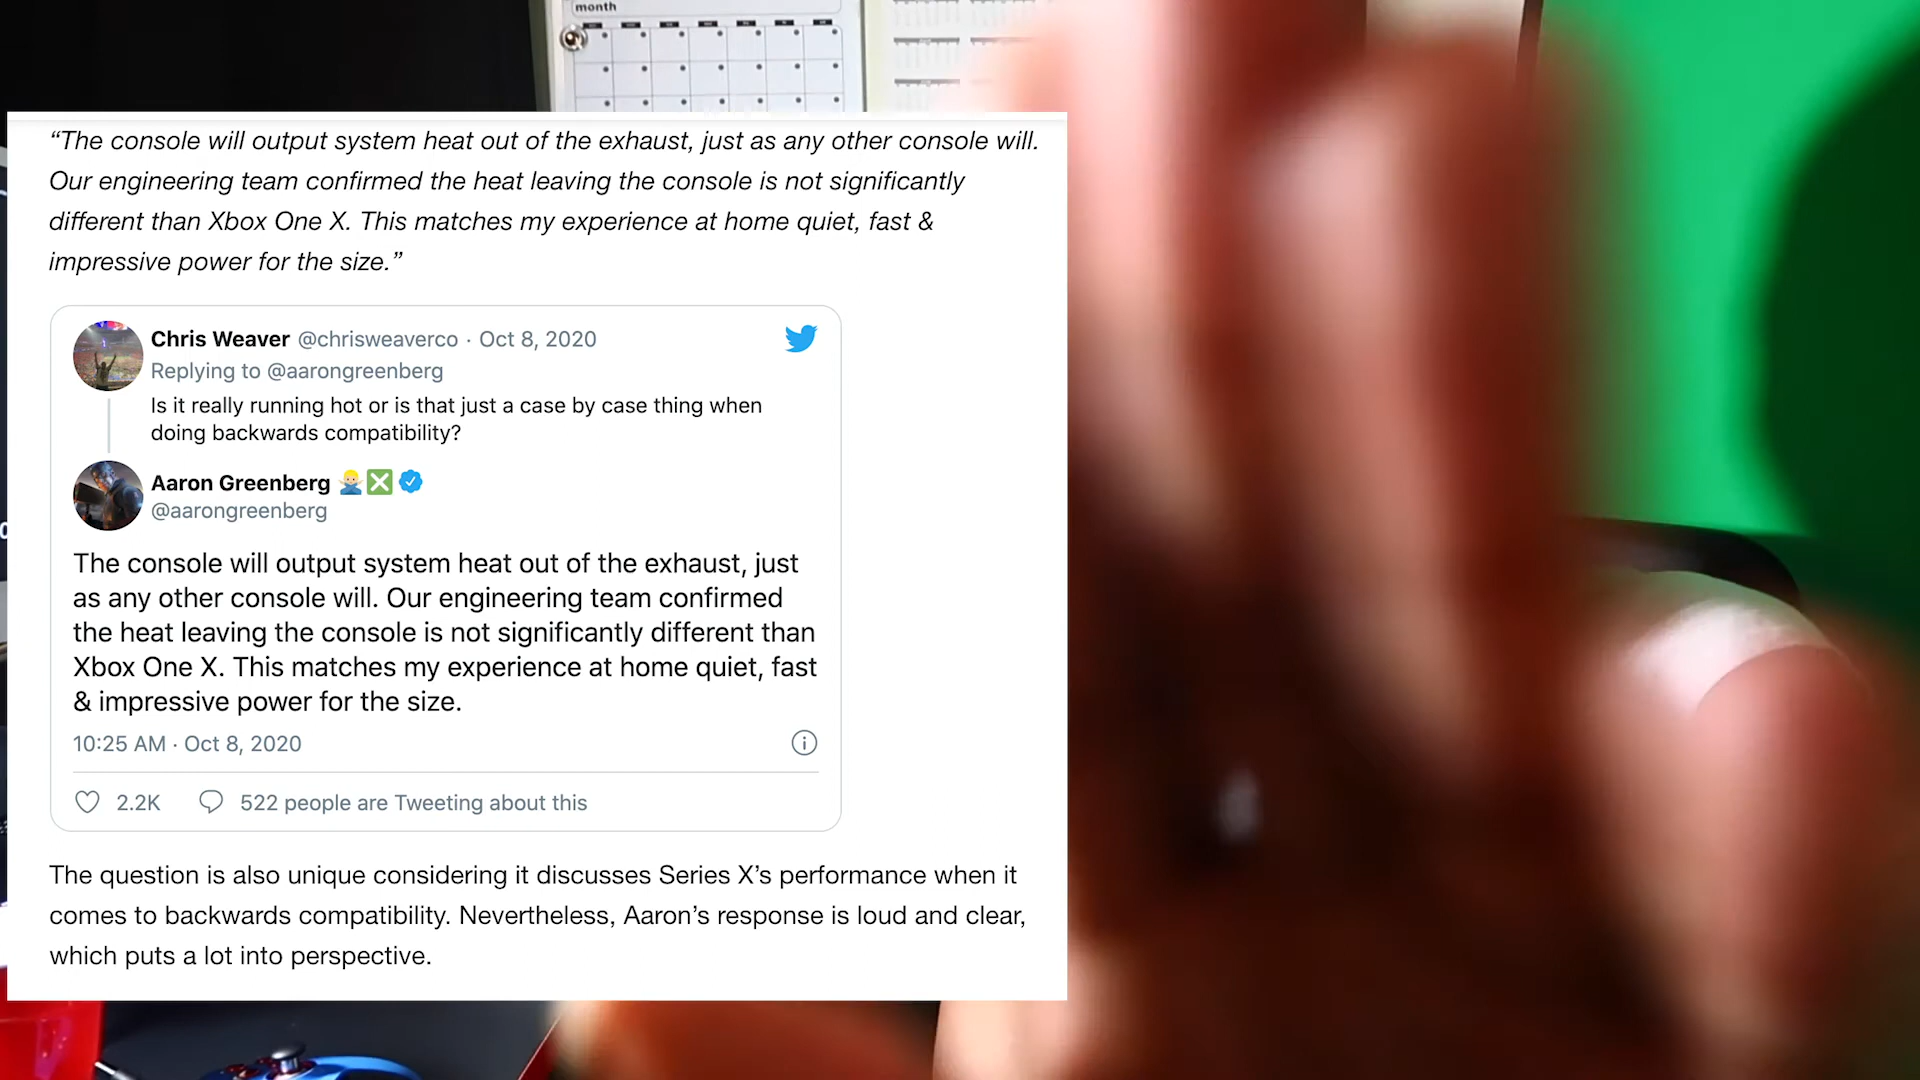 month
“The console will output system heat out of the exhaust, just as any other console will.
Our engineering team confirmed the heat leaving the console is not significantly
different than Xbox One X. This matches my experience at home quiet, fast &
impressive power for the size.”
Chris Weaver @chrisweaverco · Oct 8, 2020
Replying to @aarongreenberg
Is it really running hot or is that just a case by case thing when
doing backwards compatibility?
Aaron Greenberg 🙅🏼‍♂️❎
@aarongreenberg
The console will output system heat out of the exhaust, just
as any other console will. Our engineering team confirmed
the heat leaving the console is not significantly different than
Xbox One X. This matches my experience at home quiet, fast
& impressive power for the size.
10:25 AM · Oct 8, 2020
2.2K 522 people are Tweeting about this
The question is also unique considering it discusses Series X’s performance when it
comes to backwards compatibility. Nevertheless, Aaron’s response is loud and clear,
which puts a lot into perspective.